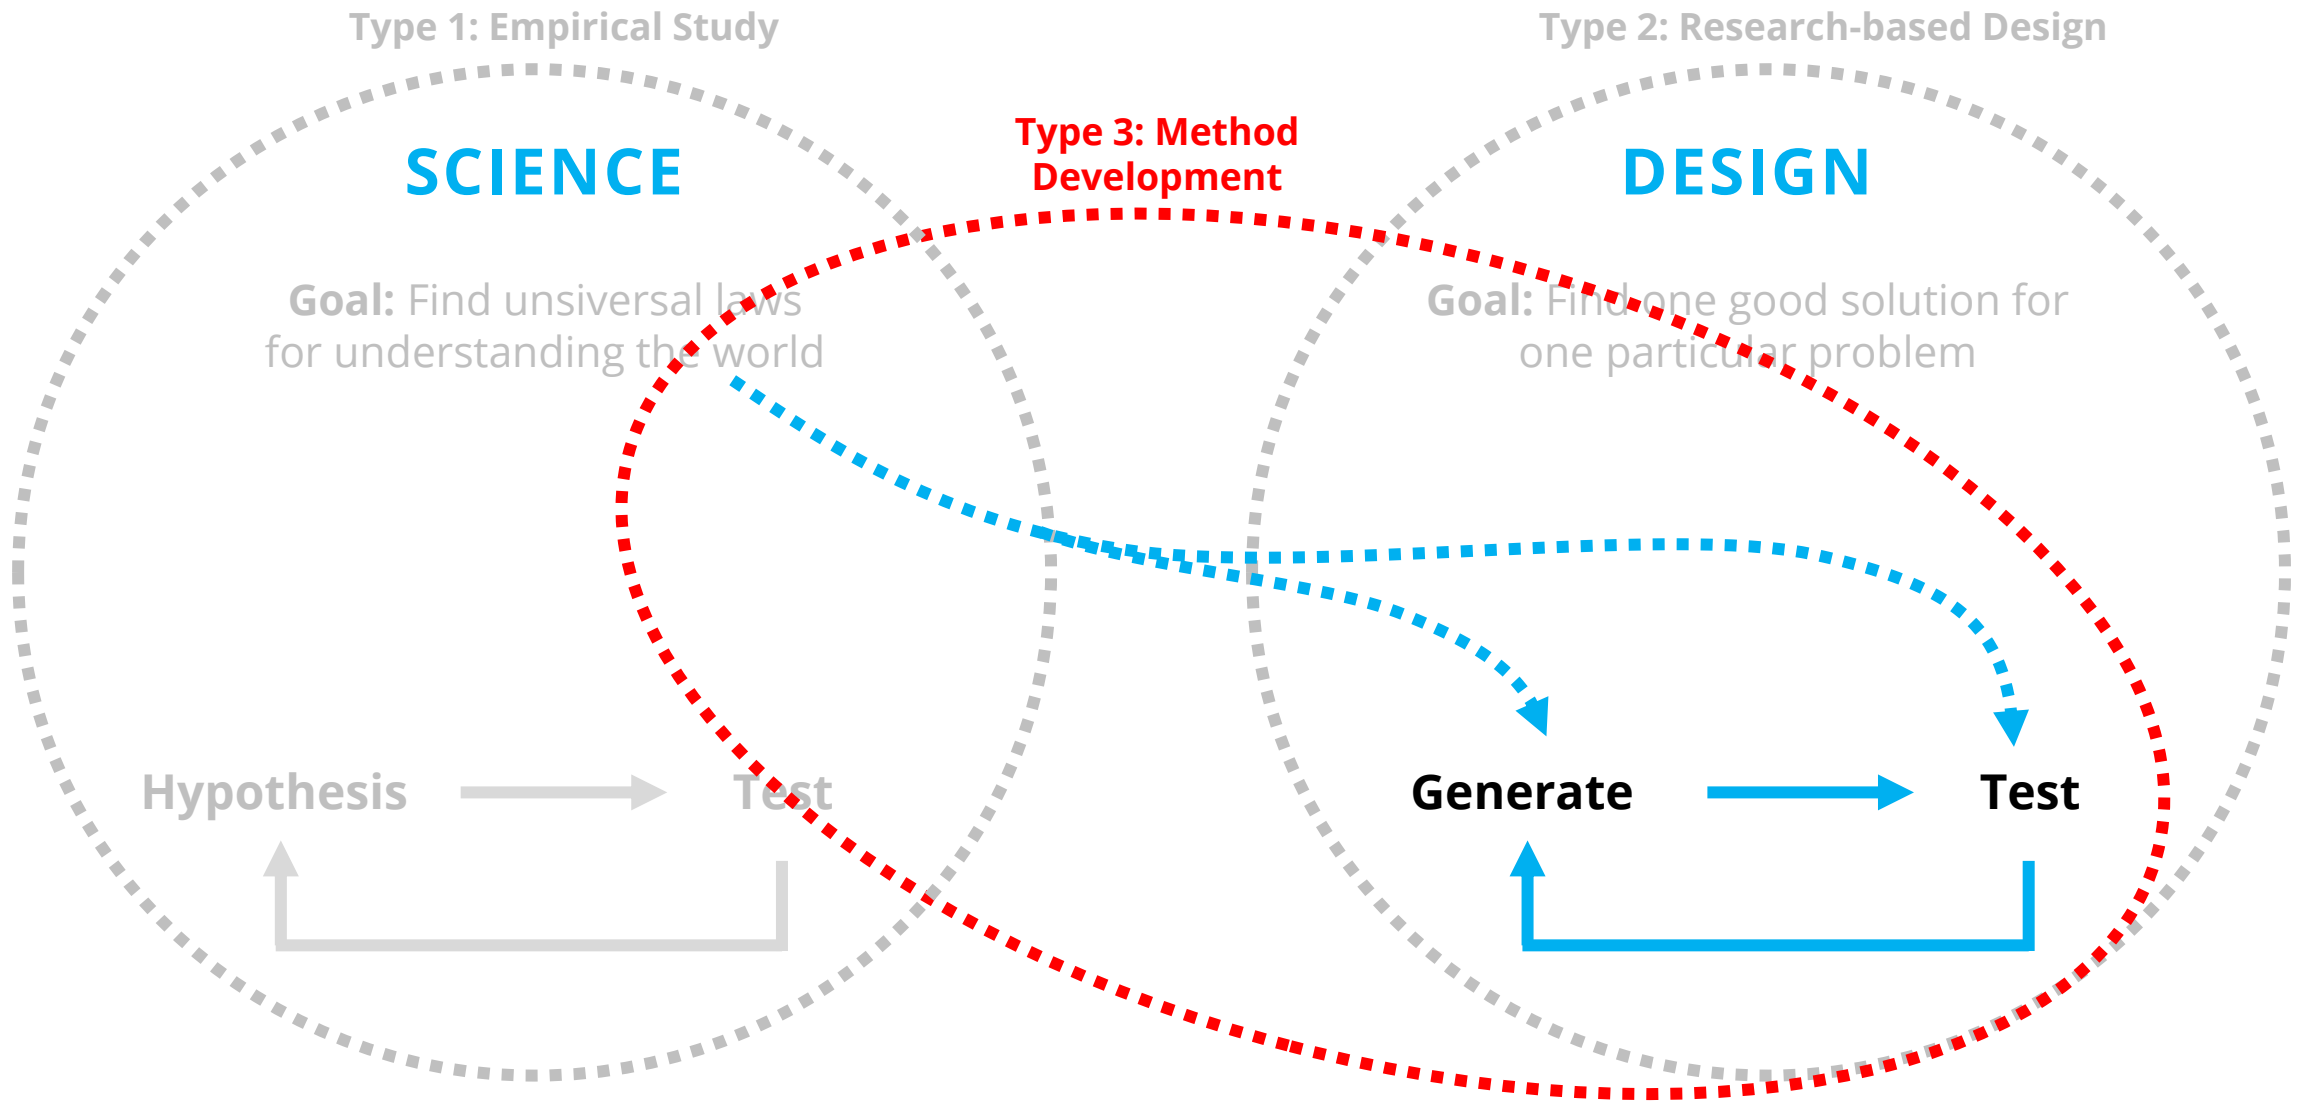 Type 1: Empirical Study
Type 2: Research-based Design
Type 3: Method
Development
SCIENCE
DESIGN
Goal: Find unsiversal laws
for understanding the world
Goal: Find one good solution for
one particular problem
Hypothesis
Test
Generate
Test